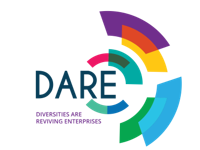 DARE
DIVERSITIES ARE
REVIVING ENTERPRISES